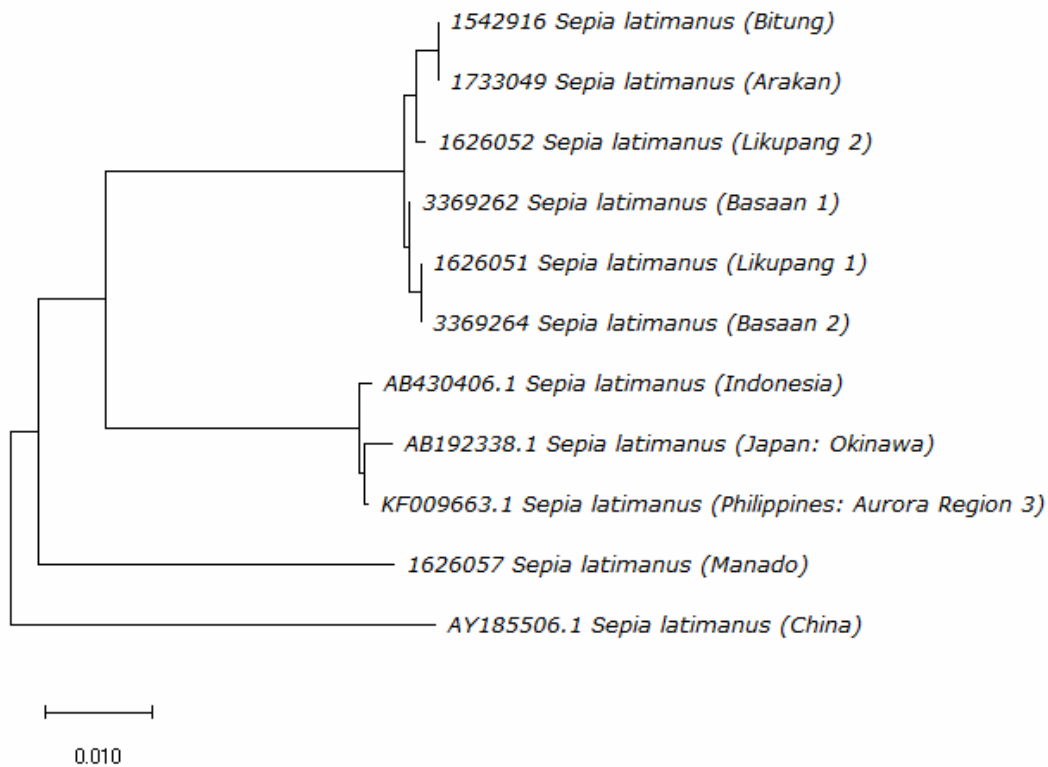 1542916 Sepia latimanus (Bitung)
1733049 Sepia latimanus (Arakan)
1626052 Sepia latimanus (Likupang 2)
3369262 Sepia latimanus (Basaan 1)
1626051 Sepia latimanus (Likupang 1)
3369264 Sepia latimanus (Basaan 2)
AB430406.1 Sepia latimanus (Indonesia)
AB192338.1 Sepia latimanus (Japan: Okinawa)
KF009663.1 Sepia latimanus (Philippines: Aurora Region 3)
1626057 Sepia latimanus (Manado)
AY185506.1 Sepia latimanus (China)
0.010